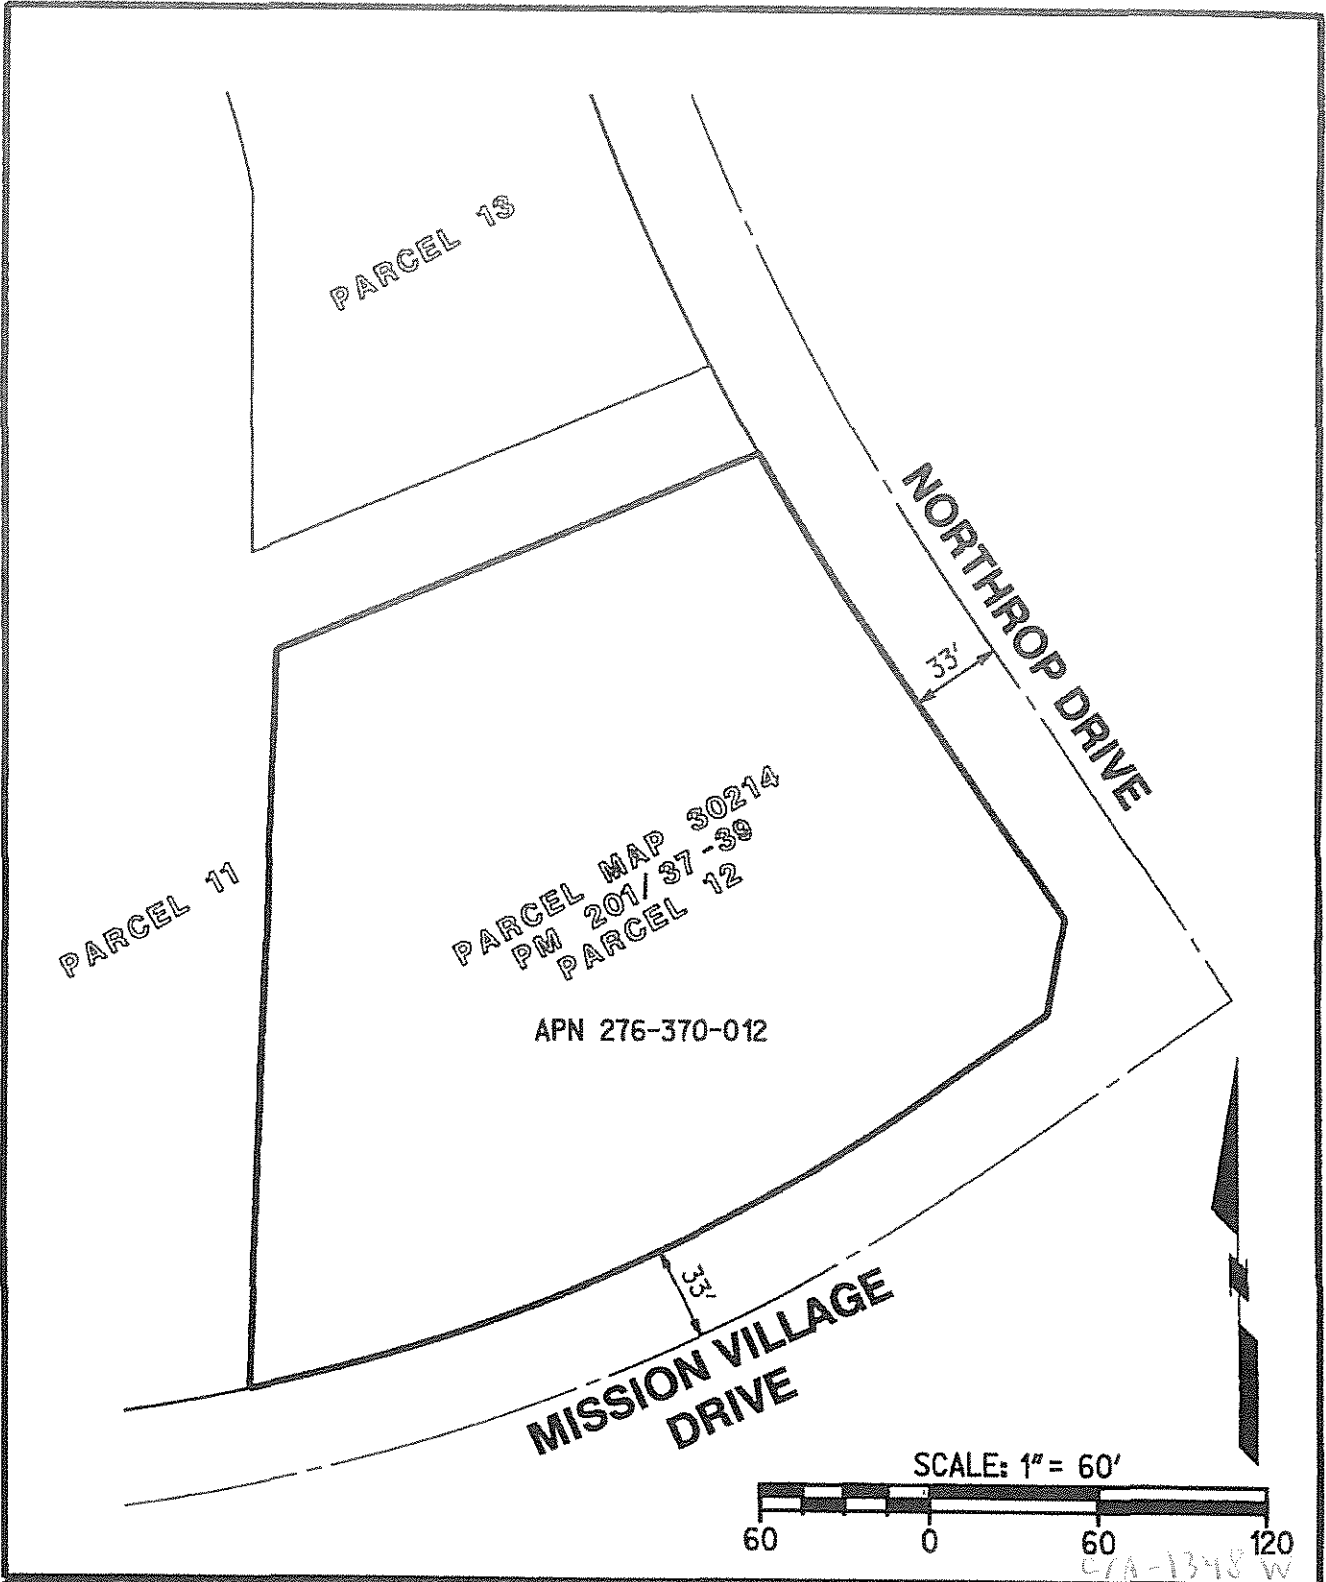 PARCEL 13
NORTHROP DRIVE
33'
PARCEL MAP 30214
PM 201/37-39
PARCEL 12
PARCEL 11
APN 276-370-012
33'
MISSION VILLAGE
DRIVE
SCALE: 1" = 60'
60 0 60 120